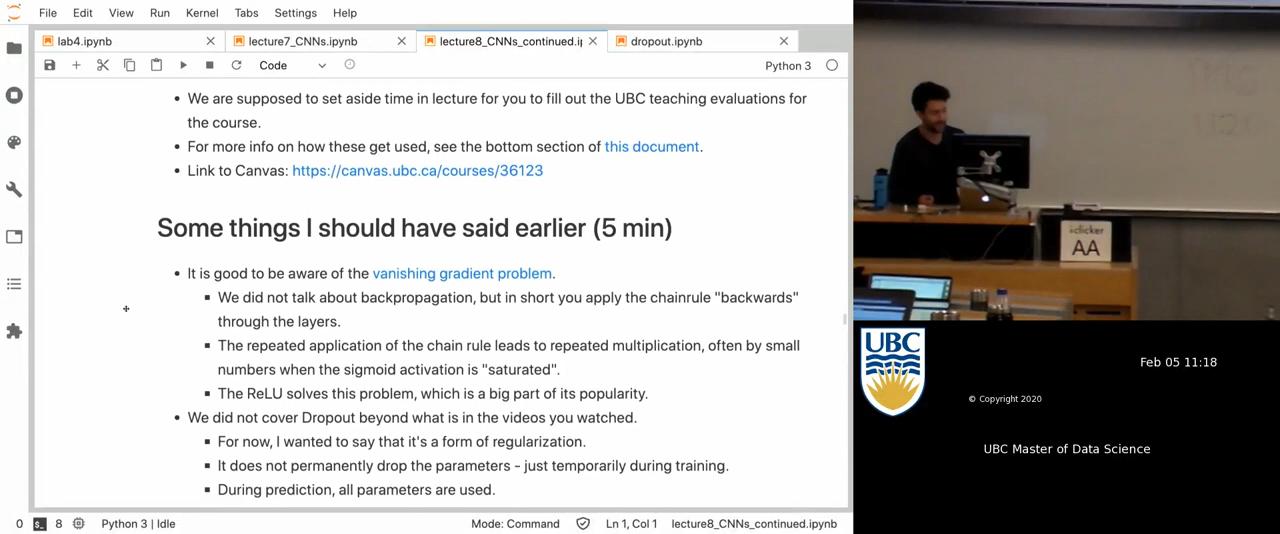 File Edit View Run Kernel Tabs Settings Help
lab4.ipynb
lecture7_CNNs.ipynb
lecture8_CNNs_continued.ip
dropout.ipynb
Code
Python 3
We are supposed to set aside time in lecture for you to fill out the UBC teaching evaluations for
the course.
For more info on how these get used, see the bottom section of this document.
Link to Canvas: https://canvas.ubc.ca/courses/36123
Some things I should have said earlier (5 min)
It is good to be aware of the vanishing gradient problem.
We did not talk about backpropagation, but in short you apply the chainrule "backwards"
through the layers.
The repeated application of the chain rule leads to repeated multiplication, often by small
numbers when the sigmoid activation is "saturated".
The ReLU solves this problem, which is a big part of its popularity.
We did not cover Dropout beyond what is in the videos you watched.
For now, I wanted to say that it's a form of regularization.
It does not permanently drop the parameters - just temporarily during training.
During prediction, all parameters are used.
0 8 Python 3 | Idle
Mode: Command Ln 1, Col 1 lecture8_CNNs_continued.ipynb
iclicker
AA
UBC
Feb 05 11:18
© Copyright 2020
UBC Master of Data Science